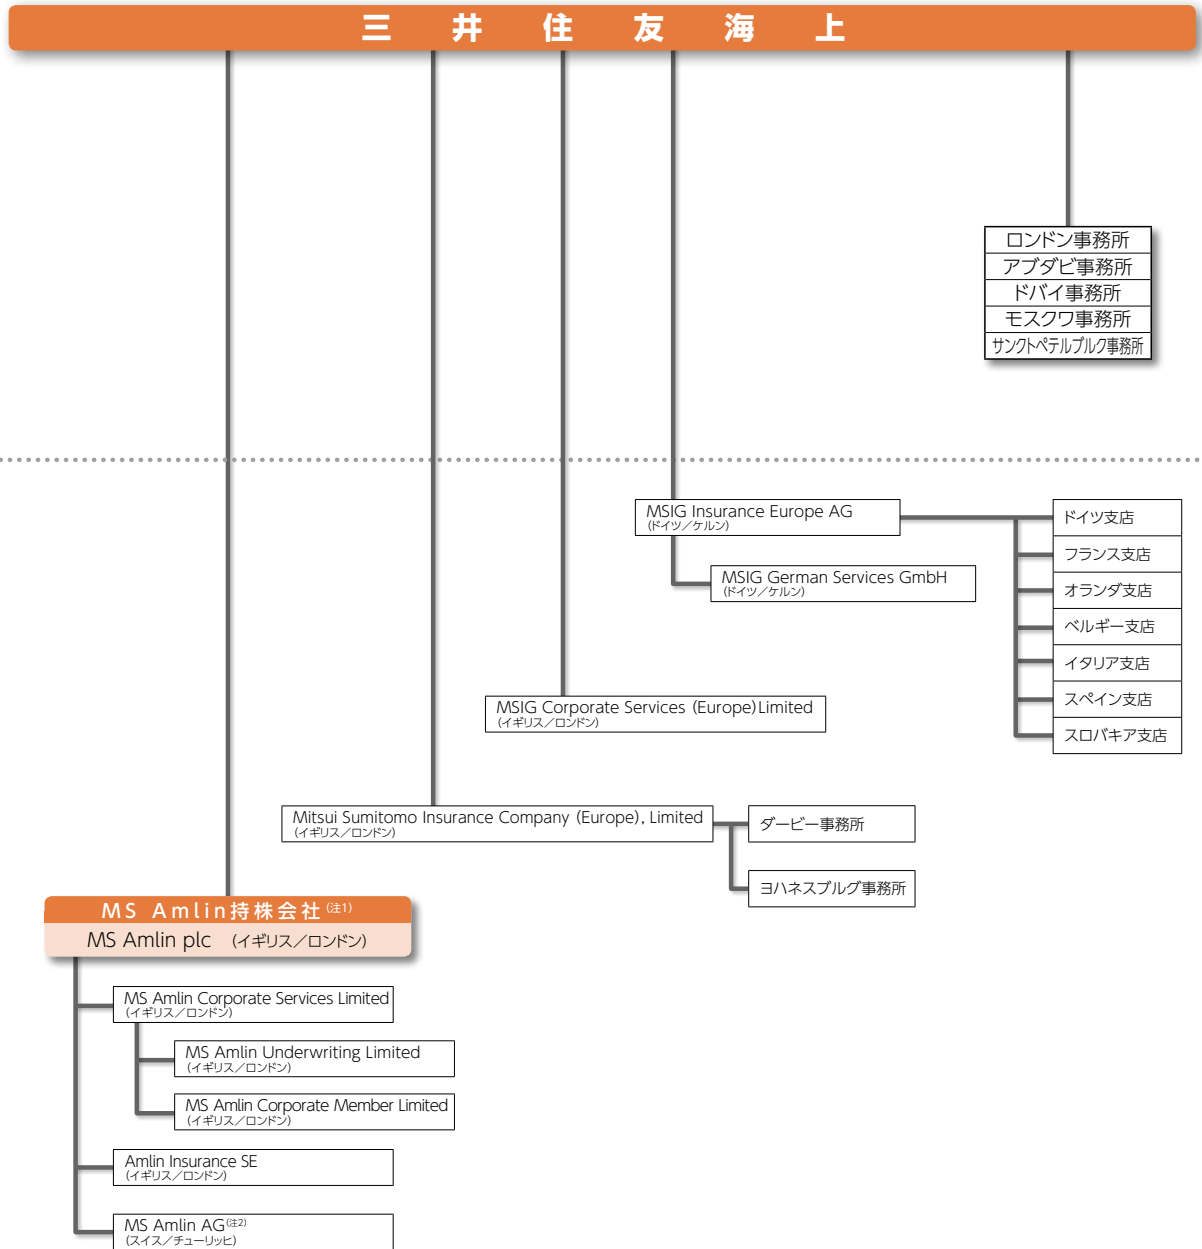 三井住友海上
ロンドン事務所
アブダビ事務所
ドバイ事務所
モスクワ事務所
サンクトペテルブルク事務所
MSIG Insurance Europe AG
(ドイツ／ケルン)
MSIG German Services GmbH
(ドイツ／ケルン)
ドイツ支店
フランス支店
オランダ支店
ベルギー支店
イタリア支店
スペイン支店
スロバキア支店
MSIG Corporate Services (Europe) Limited
(イギリス／ロンドン)
Mitsui Sumitomo Insurance Company (Europe), Limited
(イギリス／ロンドン)
ダービー事務所
ヨハネスブルグ事務所
MS Amlin持株会社(注1)
MS Amlin plc (イギリス／ロンドン)
MS Amlin Corporate Services Limited
(イギリス／ロンドン)
MS Amlin Underwriting Limited
(イギリス／ロンドン)
MS Amlin Corporate Member Limited
(イギリス／ロンドン)
Amlin Insurance SE
(イギリス／ロンドン)
MS Amlin AG(注2)
(スイス／チューリッヒ)